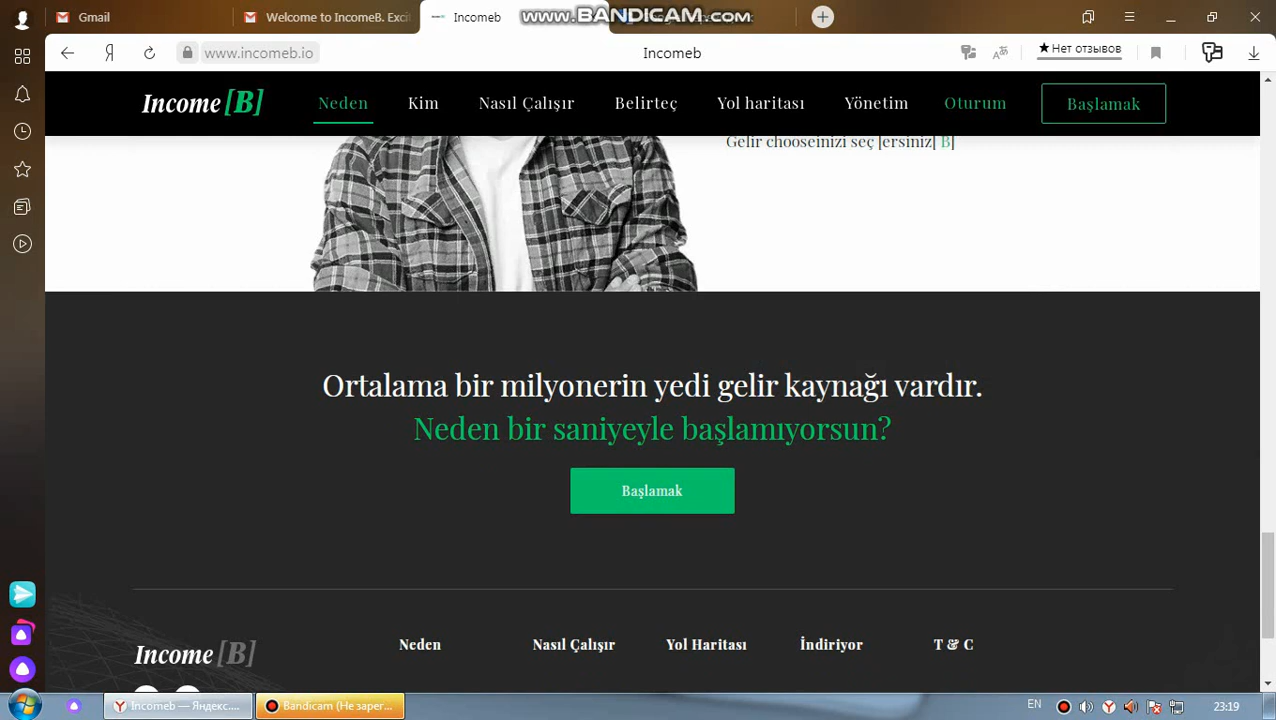 Gmail
Welcome to IncomeB. Excit
Incomeb
www.BANDICAM.com
www.incomeb.io
Incomeb
★Нет отзывов
Income [B]
Neden
Kim
Nasıl Çalışır
Belirteç
Yol haritası
Yönetim
Oturum
Başlamak
Gelir chooseinizi seç [ersiniz[ B]
Ortalama bir milyonerin yedi gelir kaynağı vardır.
Neden bir saniyeyle başlamıyorsun?
Başlamak
Income [B]
Neden
Nasıl Çalışır
Yol Haritası
İndiriyor
T & C
Incomeb — Яндекс....
Bandicam (Не зарег...
EN
23:19